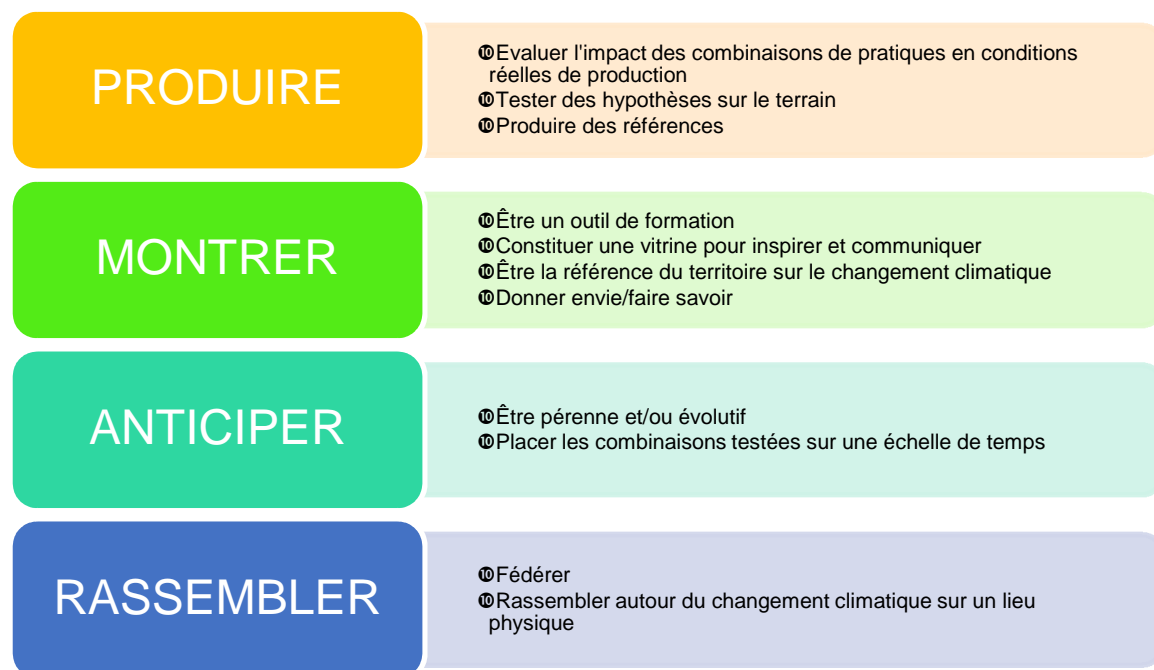 PRODUIRE
❿Evaluer l'impact des combinaisons de pratiques en conditions
réelles de production
❿Tester des hypothèses sur le terrain
❿Produire des références
MONTRER
❿Être un outil de formation
❿Constituer une vitrine pour inspirer et communiquer
❿Être la référence du territoire sur le changement climatique
❿Donner envie/faire savoir
ANTICIPER
❿Être pérenne et/ou évolutif
❿Placer les combinaisons testées sur une échelle de temps
RASSEMBLER
❿Fédérer
❿Rassembler autour du changement climatique sur un lieu
physique